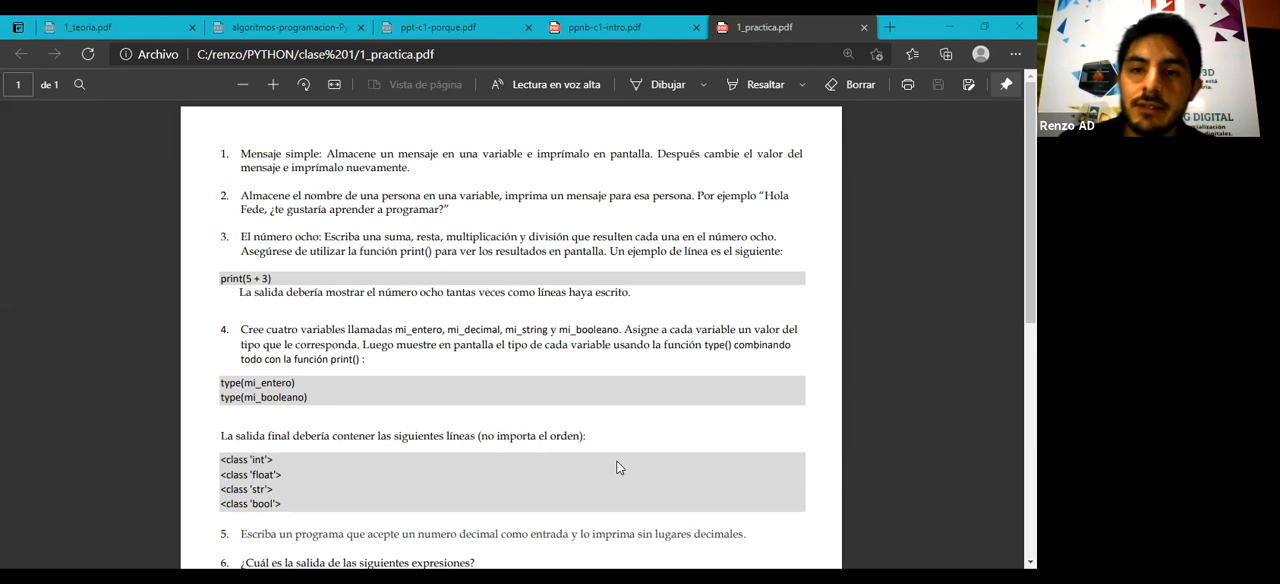 1_teoria.pdf
algoritmos-programacion-Py
ppt-c1-porque.pdf
ppnb-c1-intro.pdf
1_practica.pdf
Archivo
C:/renzo/PYTHON/clase%201/1_practica.pdf
1 de 1
Vista de página
Lectura en voz alta
Dibujar
Resaltar
Borrar
3D
G DIGITAL
Renzo AD
1. Mensaje simple: Almacene un mensaje en una variable e imprímalo en pantalla. Después cambie el valor del
mensaje e imprímalo nuevamente.
2. Almacene el nombre de una persona en una variable, imprima un mensaje para esa persona. Por ejemplo “Hola
Fede, ¿te gustaría aprender a programar?”
3. El número ocho: Escriba una suma, resta, multiplicación y división que resulten cada una en el número ocho.
Asegúrese de utilizar la función print() para ver los resultados en pantalla. Un ejemplo de línea es el siguiente:
print(5 + 3)
La salida debería mostrar el número ocho tantas veces como líneas haya escrito.
4. Cree cuatro variables llamadas mi_entero, mi_decimal, mi_string y mi_booleano. Asigne a cada variable un valor del
tipo que le corresponda. Luego muestre en pantalla el tipo de cada variable usando la función type() combinando
todo con la función print() :
type(mi_entero)
type(mi_booleano)
La salida final debería contener las siguientes líneas (no importa el orden):
<class 'int'>
<class 'float'>
<class 'str'>
<class 'bool'>
5. Escriba un programa que acepte un numero decimal como entrada y lo imprima sin lugares decimales.
6. ¿Cuál es la salida de las siguientes expresiones?